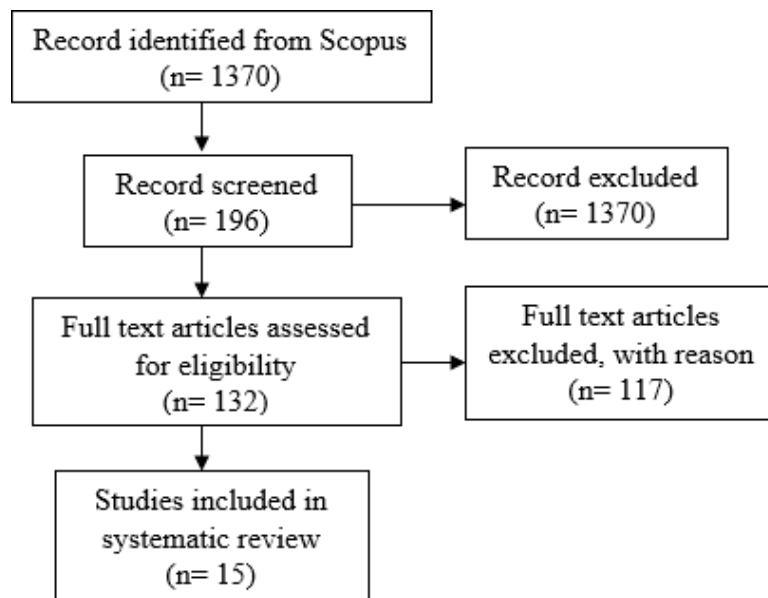 Record identified from Scopus
(n= 1370)
Record screened
(n= 196)
Record excluded
(n= 1370)
Full text articles assessed
for eligibility
(n= 132)
Full text articles
excluded, with reason
(n= 117)
Studies included in
systematic review
(n= 15)